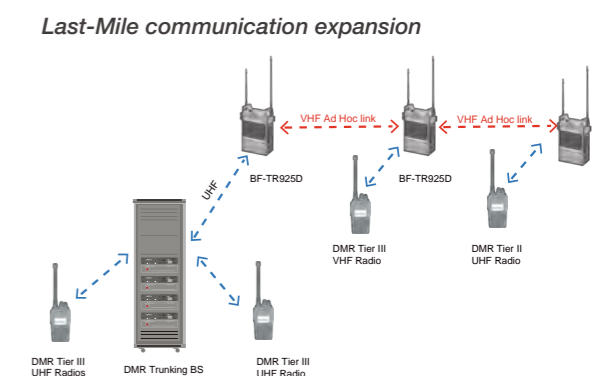 Last-Mile communication expansion
VHF Ad Hoc link
VHF Ad Hoc link
BF-TR925D
BF-TR925D
UHF
DMR Tier III
VHF Radio
DMR Tier II
UHF Radio
DMR Tier III
UHF Radios
DMR Trunking BS
DMR Tier III
UHF Radio